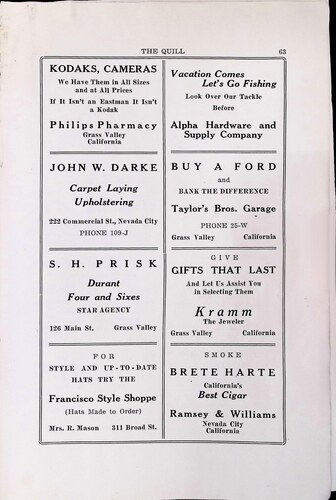 THE QUILL 63
KODAKS, CAMERAS
We Have Them in All Sizes
and at All Prices
If It Isn't an Eastman It Isn't
a Kodak
Philips Pharmacy
Grass Valley
California
Vacation Comes
Let's Go Fishing
Look Over Our Tackle
Before
Alpha Hardware and
Supply Company
JOHN W. DARKE
Carpet Laying
Upholstering
222 Commercial St., Nevada City
PHONE 109-J
BUY A FORD
and
BANK THE DIFFERENCE
Taylor's Bros. Garage
PHONE 25-W
Grass Valley California
S. H. PRISK
Durant
Four and Sixes
STAR AGENCY
126 Main St. Grass Valley
GIVE
GIFTS THAT LAST
And Let Us Assist You
in Selecting Them
Kramm
The Jeweler
Grass Valley California
FOR
STYLE AND UP-TO-DATE
HATS TRY THE
Francisco Style Shoppe
(Hats Made to Order)
Mrs. R. Mason 311 Broad St.
SMOKE
BRETE HARTE
California's
Best Cigar
Ramsey & Williams
Nevada City
California